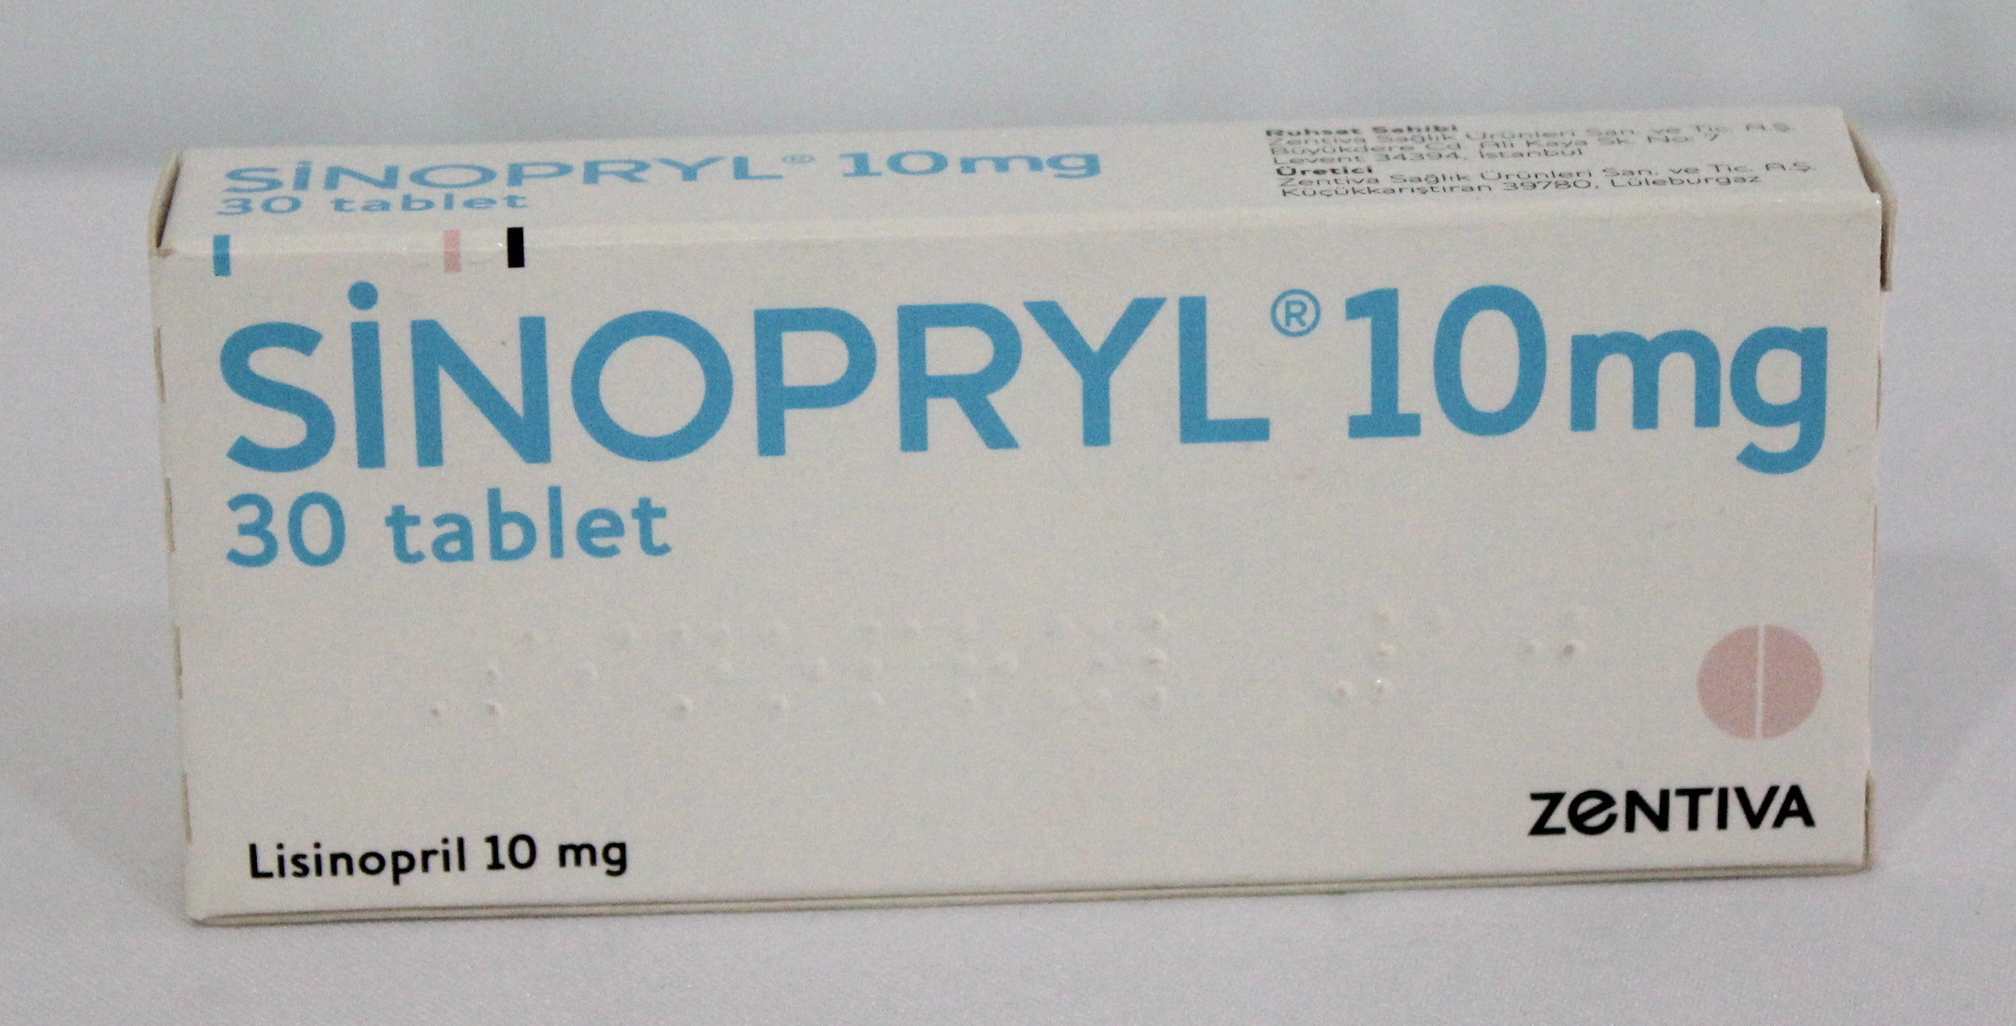 SİNOPRYL® 10mg
30 tablet
Ruhsat Sahibi
Zentiva Sağlık Ürünleri San. ve Tic. A.Ş.
Büyükdere Cd. Ali Kaya Sk. No: 7
Levent 34394, İstanbul
Üretici
Zentiva Sağlık Ürünleri San. ve Tic. A.Ş.
Küçükkarıştıran 39780, Lüleburgaz
SİNOPRYL® 10mg
30 tablet
ZENTIVA
Lisinopril 10 mg